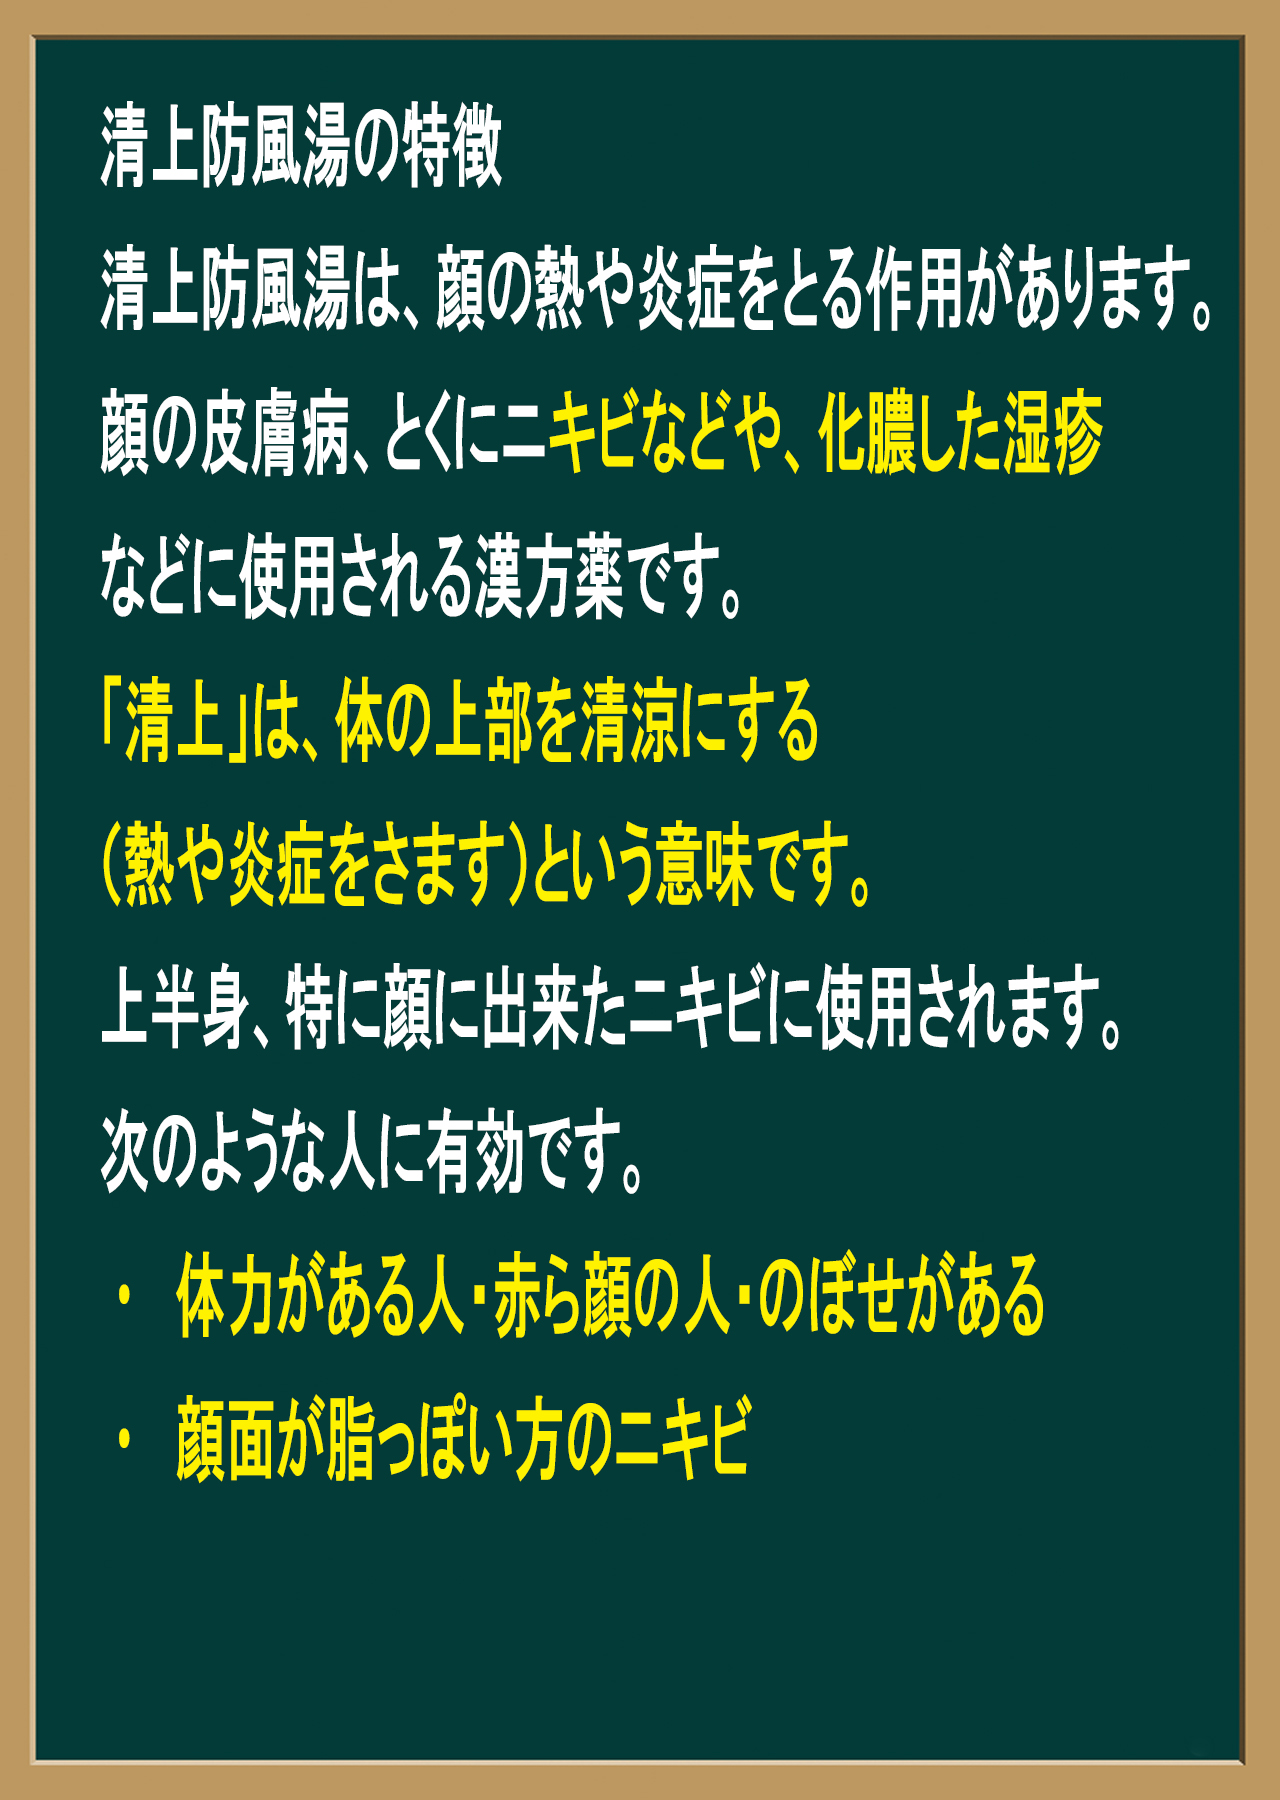 清上防風湯の特徴
清上防風湯は、顔の熱や炎症をとる作用があります。
顔の皮膚病、とくにニキビなどや、化膿した湿疹
などに使用される漢方薬です。
「清上」は、体の上部を清涼にする
（熱や炎症をさます）という意味です。
上半身、特に顔に出来たニキビに使用されます。
次のような人に有効です。
・ 体力がある人・赤ら顔の人・のぼせがある
・ 顔面が脂っぽい方のニキビ